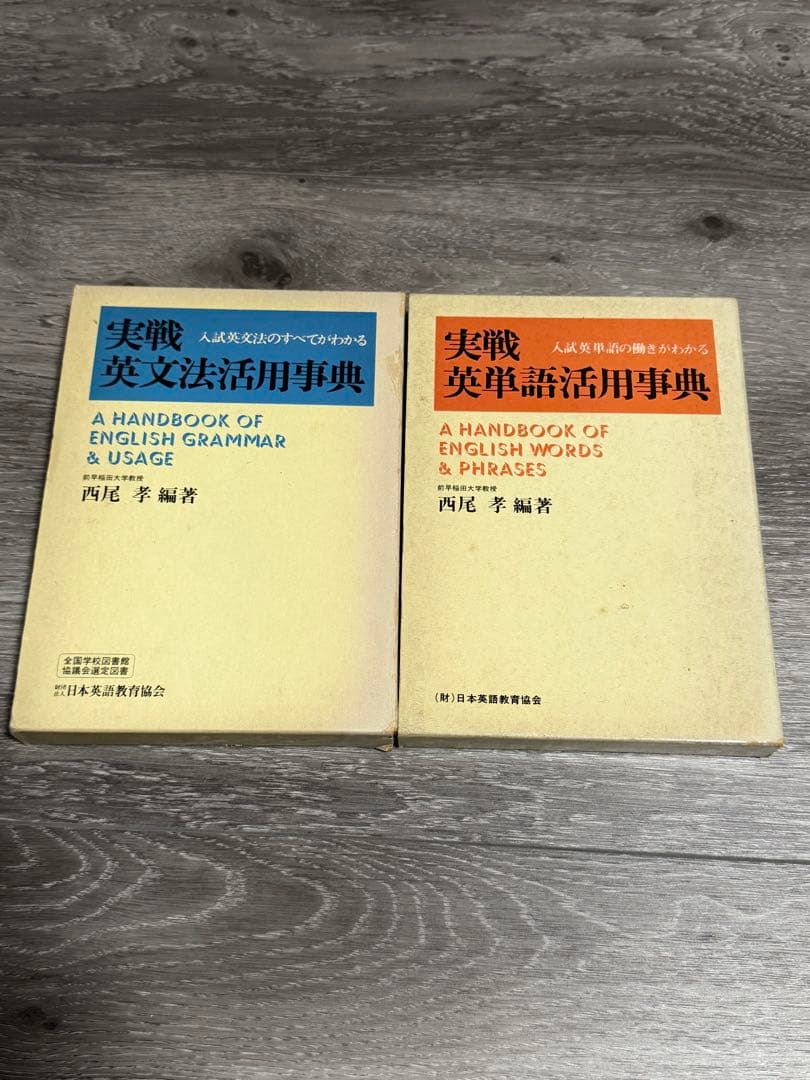 実戦 入試英文法のすべてがわかる
英文法活用事典
A HANDBOOK OF
ENGLISH GRAMMAR
& USAGE
前早稲田大学教授
西尾 孝 編著
全国学校図書館
協議会選定図書
財団法人 日本英語教育協会
実戦 入試英単語の働きがわかる
英単語活用事典
A HANDBOOK OF
ENGLISH WORDS
& PHRASES
前早稲田大学教授
西尾 孝 編著
(財)日本英語教育協会